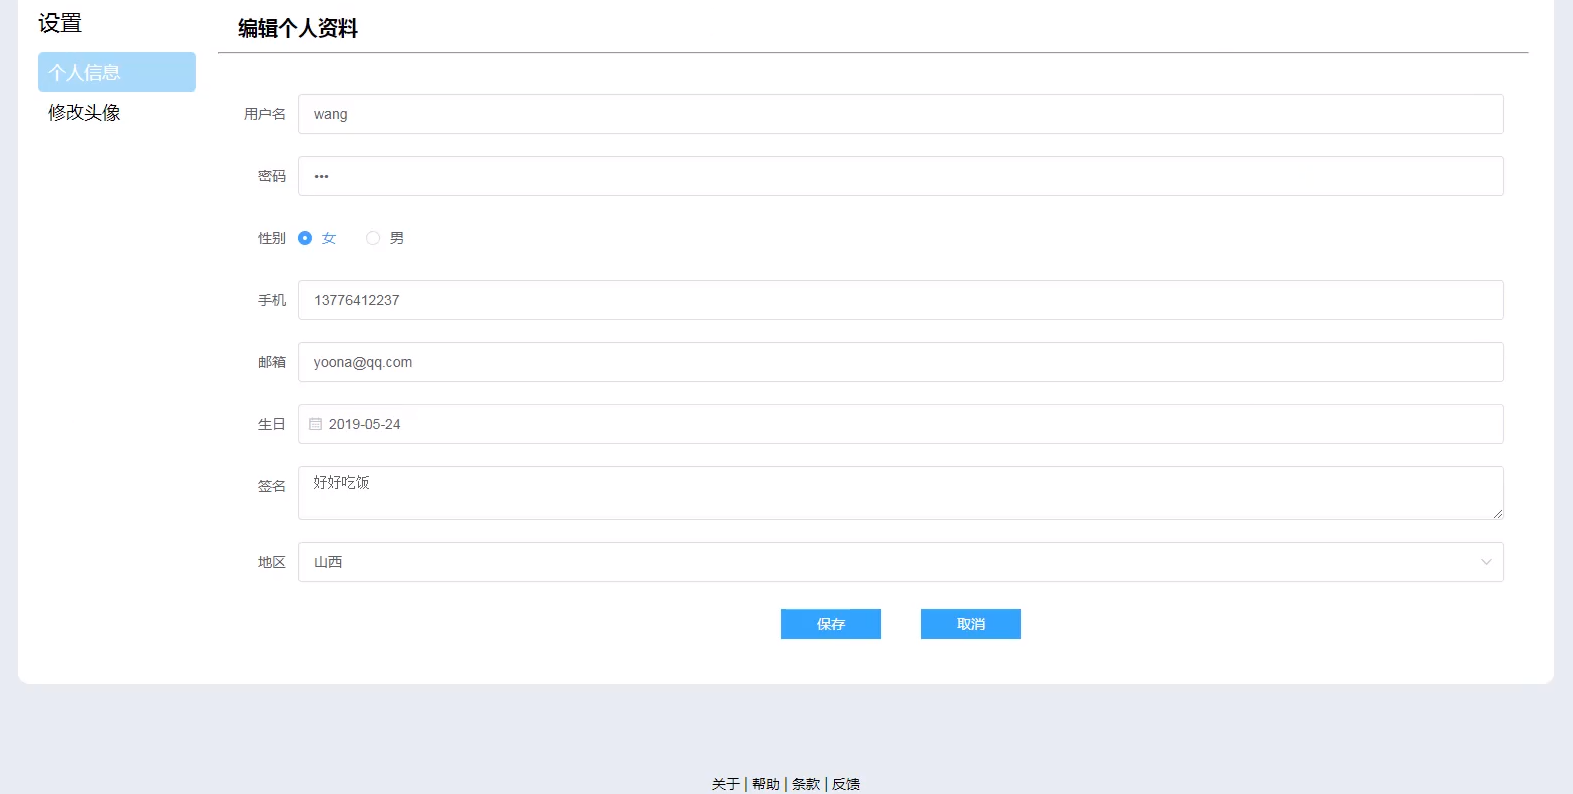 设置
编辑个人资料
个人信息
修改头像
用户名 wang
密码 •••
性别 女 男
手机 13776412237
邮箱 yoona@qq.com
生日 2019-05-24
签名 好好吃饭
地区 山西
保存 取消
关于 | 帮助 | 条款 | 反馈